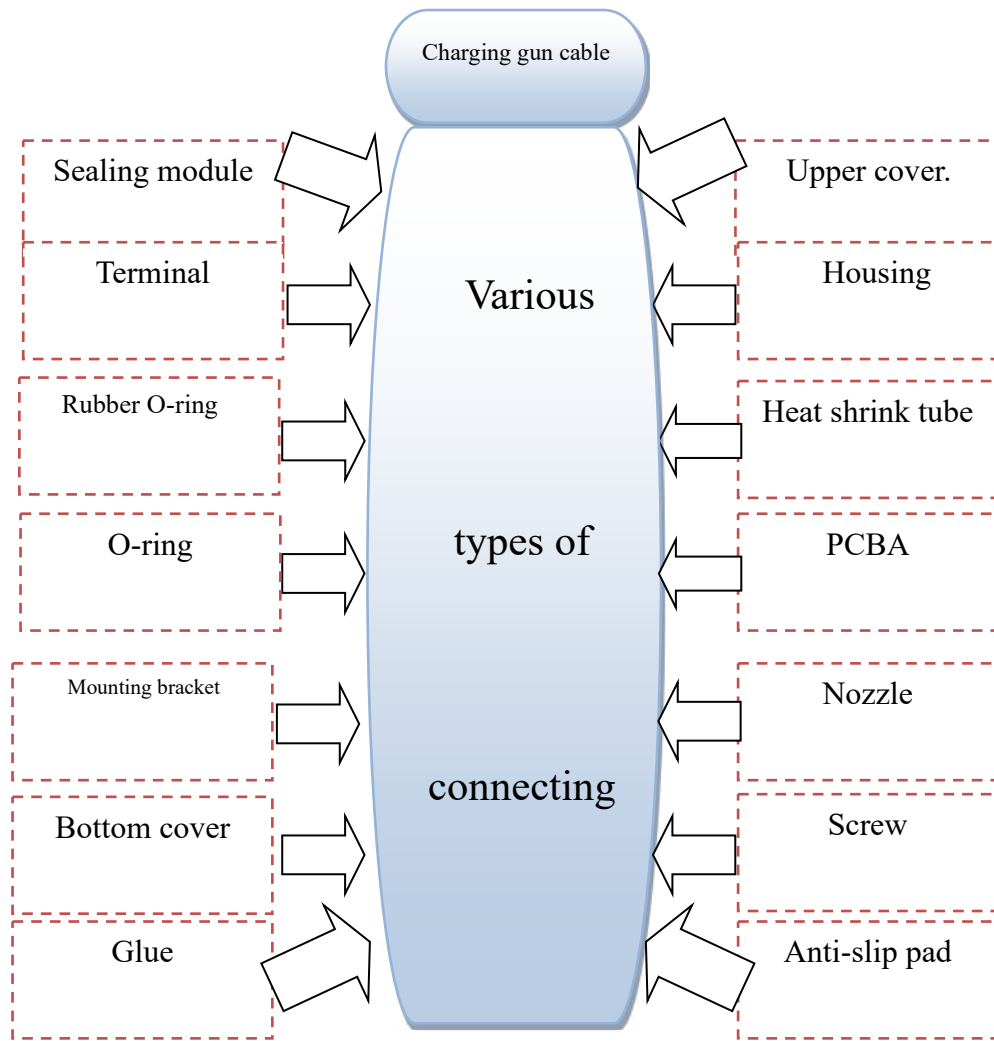 Charging gun cable
Sealing module
Upper cover.
Terminal
Housing
Various
Rubber O-ring
Heat shrink tube
O-ring
types of
PCBA
Mounting bracket
Nozzle
connecting
Bottom cover
Screw
Glue
Anti-slip pad